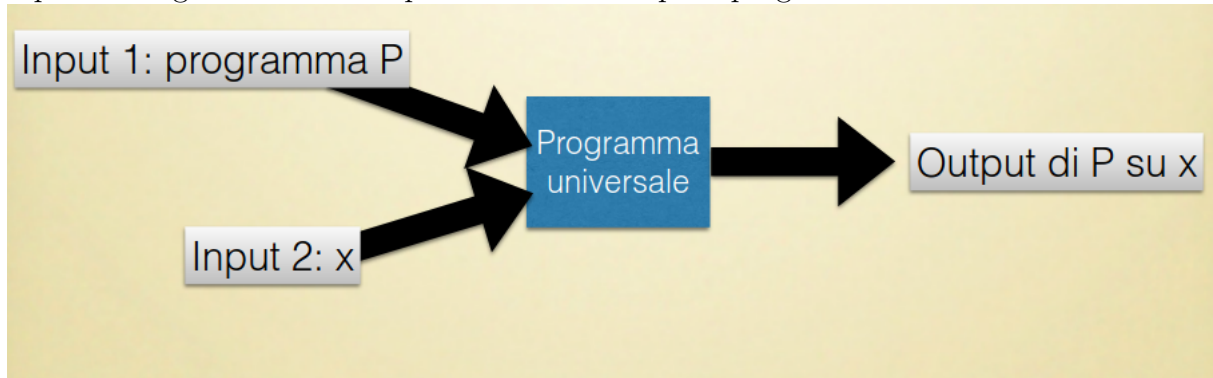 Input 1: programma P
Programma
universale
Output di P su x
Input 2: x